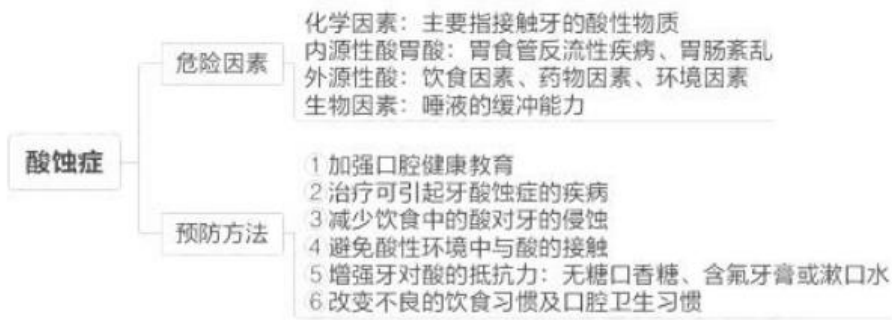 酸蚀症
危险因素
化学因素：主要指接触牙的酸性物质
内源性酸胃酸：胃食管反流性疾病、胃肠紊乱
外源性酸：饮食因素、药物因素、环境因素
生物因素：唾液的缓冲能力
预防方法
①加强口腔健康教育
②治疗可引起牙酸蚀症的疾病
③减少饮食中的酸对牙的侵蚀
④避免酸性环境中与酸的接触
⑤增强牙对酸的抵抗力：无糖口香糖、含氟牙膏或漱口水
⑥改变不良的饮食习惯及口腔卫生习惯